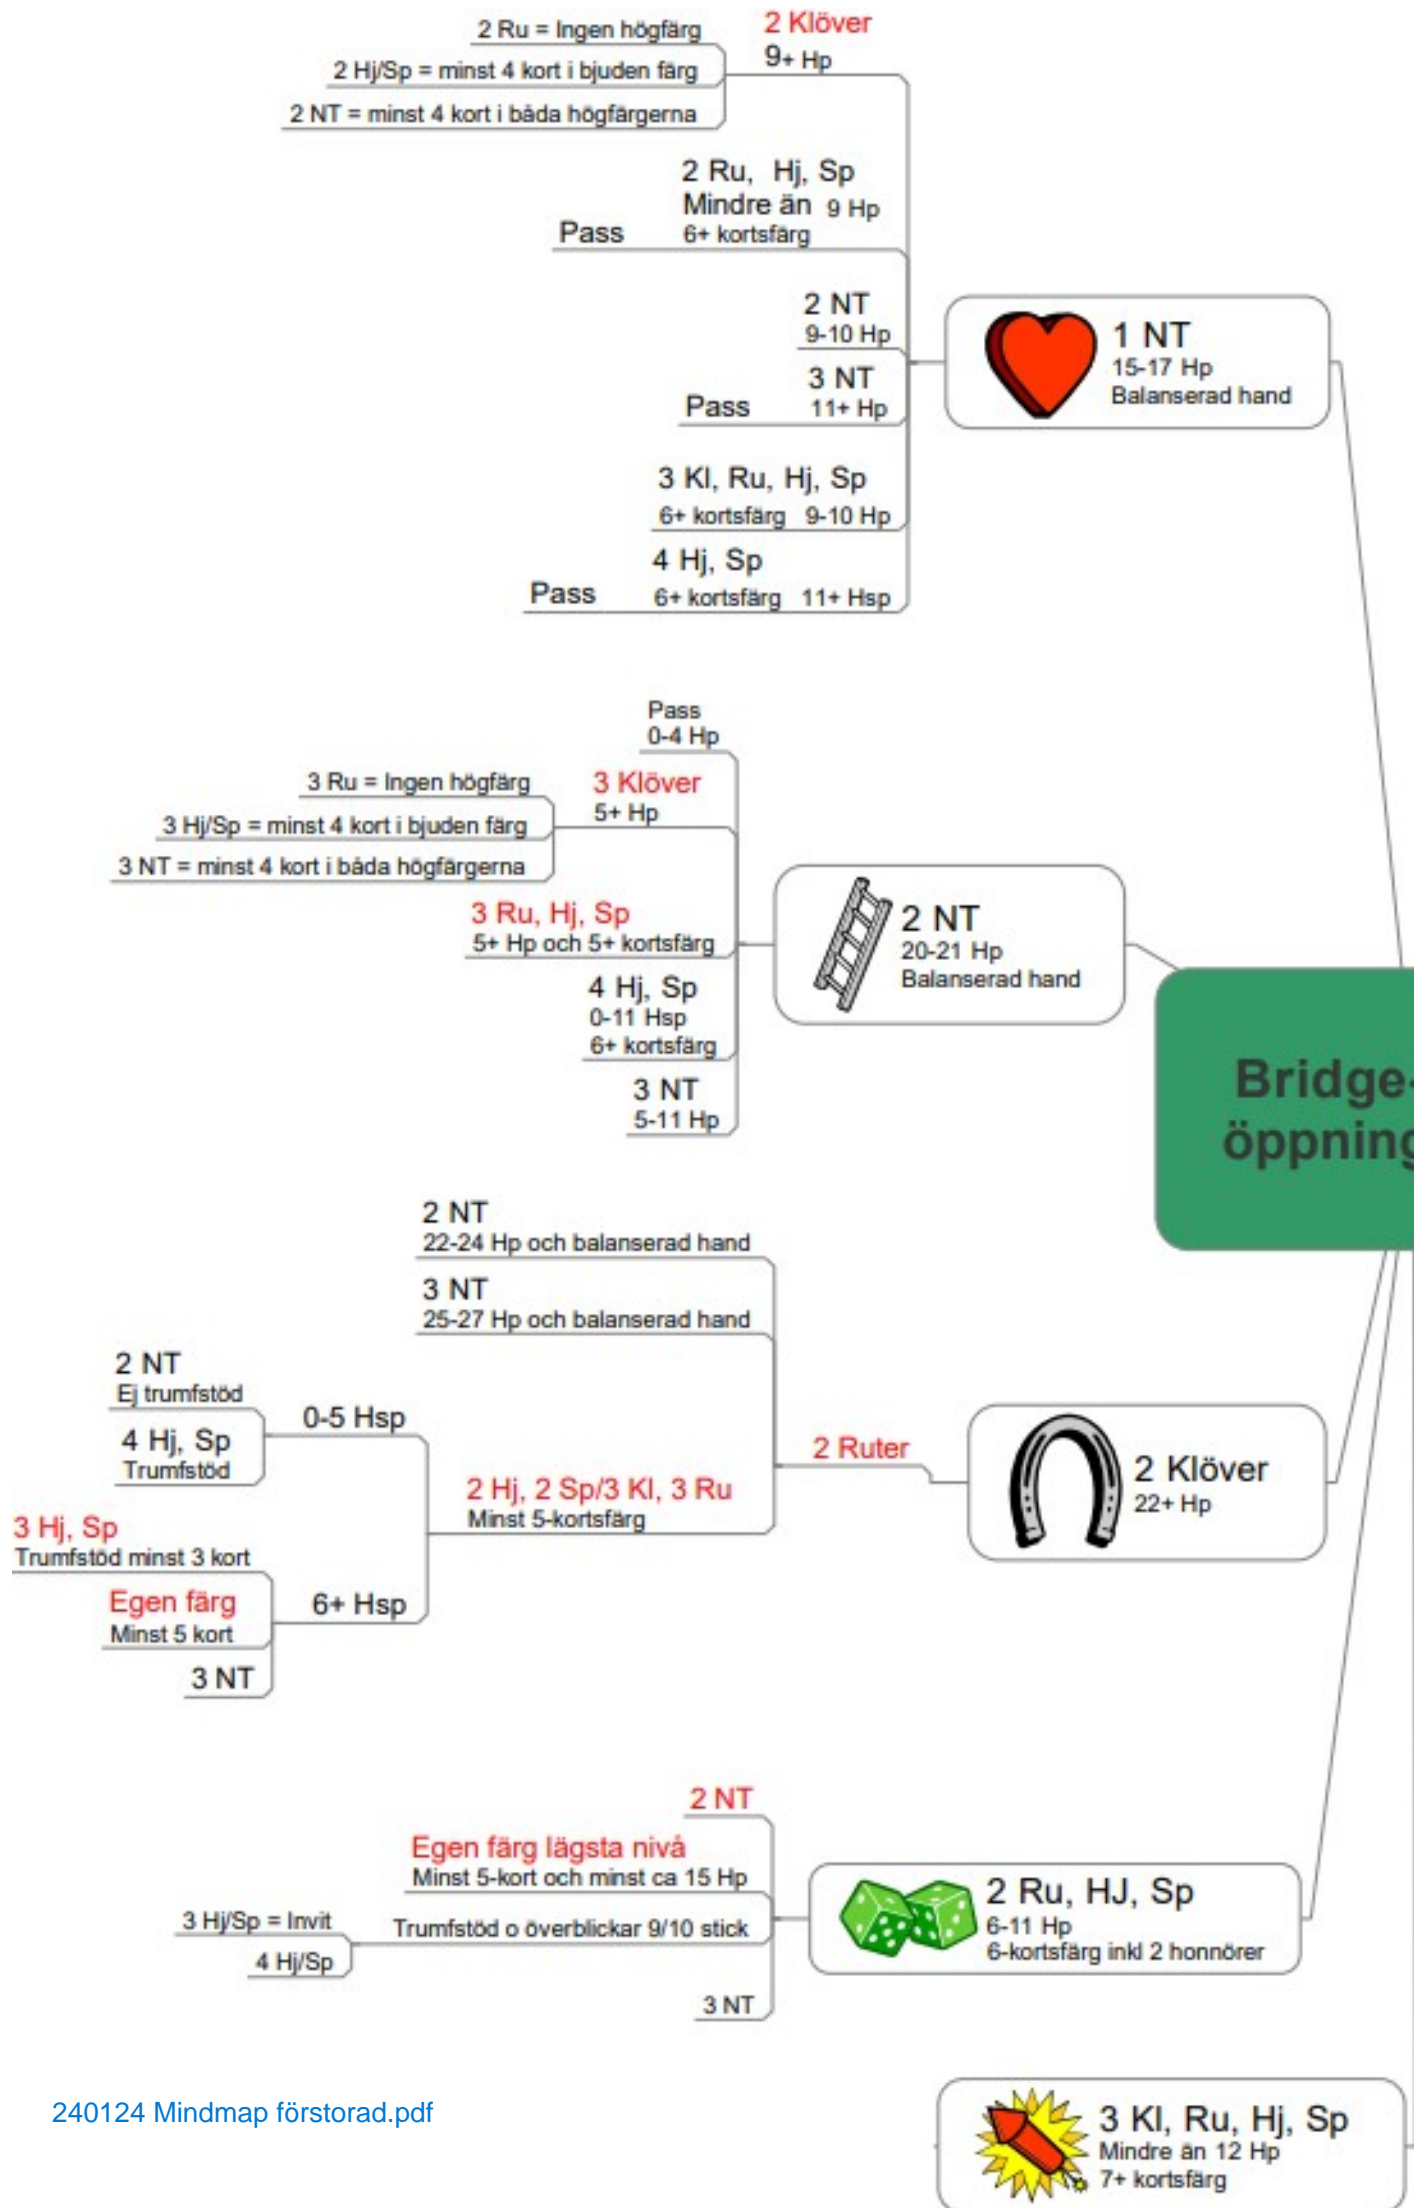 2 Klöver
9+ Hp
2 Ru = Ingen högfärg
2 Hj/Sp = minst 4 kort i bjuden färg
2 NT = minst 4 kort i båda högfärgerna
2 Ru, Hj, Sp
Mindre än 9 Hp
6+ kortsfärg
Pass
2 NT
9-10 Hp
3 NT
11+ Hp
Pass
3 Kl, Ru, Hj, Sp
6+ kortsfärg 9-10 Hp
4 Hj, Sp
6+ kortsfärg 11+ Hsp
Pass
1 NT
15-17 Hp
Balanserad hand
Pass
0-4 Hp
3 Klöver
5+ Hp
3 Ru = Ingen högfärg
3 Hj/Sp = minst 4 kort i bjuden färg
3 NT = minst 4 kort i båda högfärgerna
3 Ru, Hj, Sp
5+ Hp och 5+ kortsfärg
4 Hj, Sp
0-11 Hsp
6+ kortsfärg
3 NT
5-11 Hp
2 NT
20-21 Hp
Balanserad hand
Bridge-
öppning
2 NT
22-24 Hp och balanserad hand
3 NT
25-27 Hp och balanserad hand
2 NT
Ej trumfstöd
4 Hj, Sp
Trumfstöd
0-5 Hsp
3 Hj, Sp
Trumfstöd minst 3 kort
Egen färg
Minst 5 kort
3 NT
6+ Hsp
2 Hj, 2 Sp/3 Kl, 3 Ru
Minst 5-kortsfärg
2 Ruter
2 Klöver
22+ Hp
2 NT
Egen färg lägsta nivå
Minst 5-kort och minst ca 15 Hp
3 Hj/Sp = Invit
4 Hj/Sp
Trumfstöd o överblickar 9/10 stick
3 NT
2 Ru, HJ, Sp
6-11 Hp
6-kortsfärg inkl 2 honnörer
240124 Mindmap förstorad.pdf
3 Kl, Ru, Hj, Sp
Mindre än 12 Hp
7+ kortsfärg